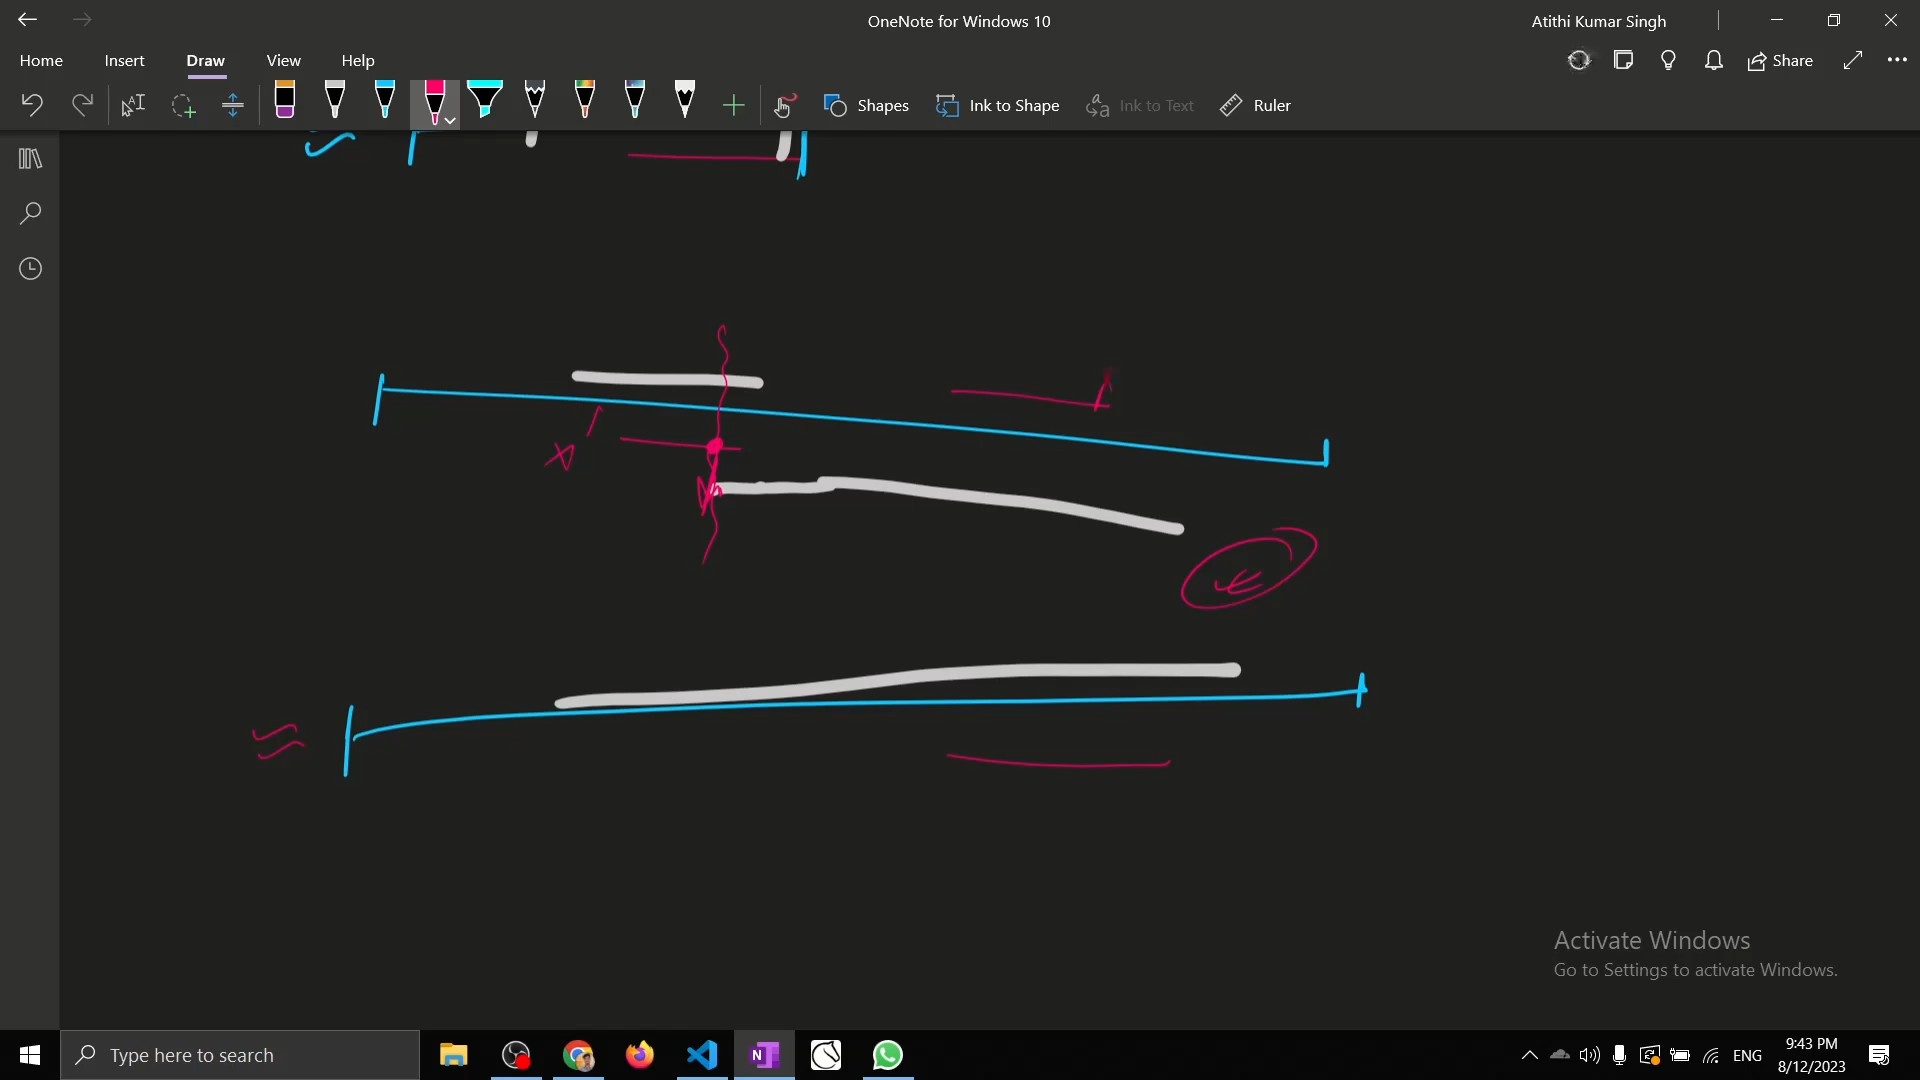 OneNote for Windows 10
Atithi Kumar Singh
Home Insert Draw View Help
Share
Shapes Ink to Shape Ink to Text Ruler
Activate Windows
Go to Settings to activate Windows.
Type here to search
ENG
9:43 PM
8/12/2023